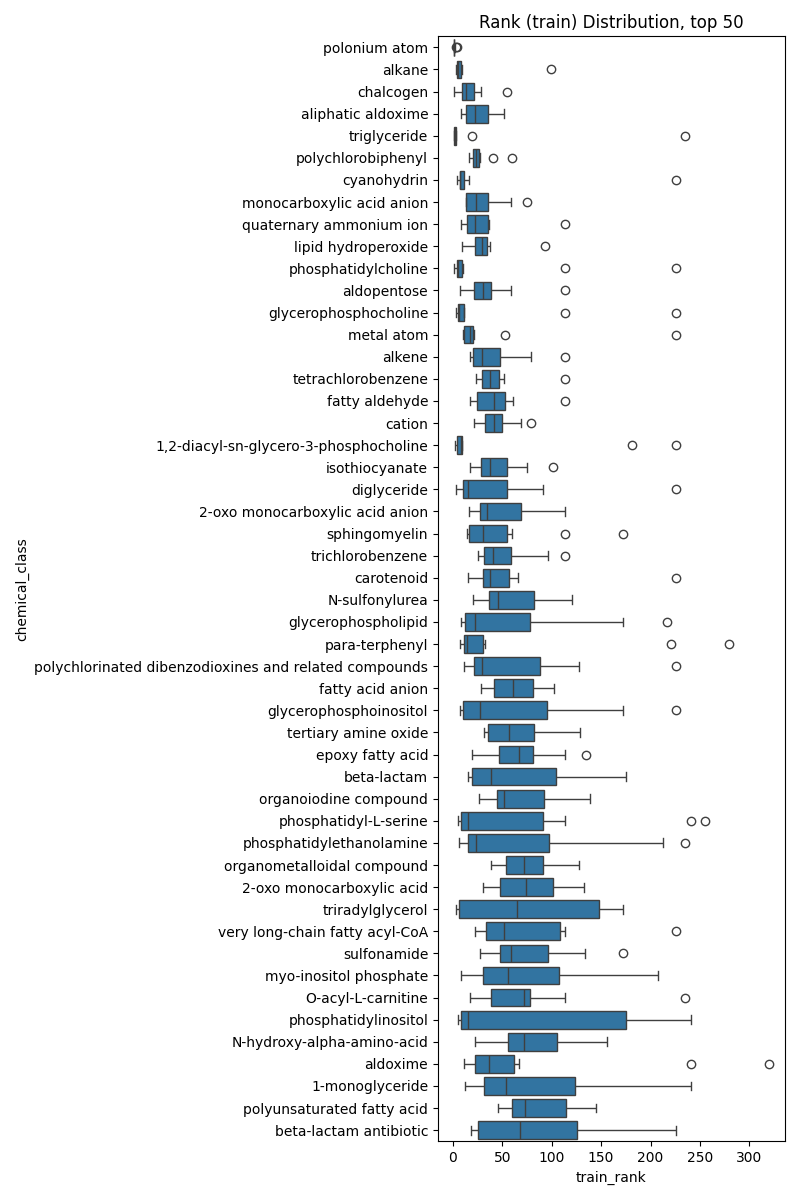 Rank (train) Distribution, top 50
chemical_class
polonium atom
alkane
chalcogen
aliphatic aldoxime
triglyceride
polychlorobiphenyl
cyanohydrin
monocarboxylic acid anion
quaternary ammonium ion
lipid hydroperoxide
phosphatidylcholine
aldopentose
glycerophosphocholine
metal atom
alkene
tetrachlorobenzene
fatty aldehyde
cation
1,2-diacyl-sn-glycero-3-phosphocholine
isothiocyanate
diglyceride
2-oxo monocarboxylic acid anion
sphingomyelin
trichlorobenzene
carotenoid
N-sulfonylurea
glycerophospholipid
para-terphenyl
polychlorinated dibenzodioxines and related compounds
fatty acid anion
glycerophosphoinositol
tertiary amine oxide
epoxy fatty acid
beta-lactam
organoiodine compound
phosphatidyl-L-serine
phosphatidylethanolamine
organometalloidal compound
2-oxo monocarboxylic acid
triradylglycerol
very long-chain fatty acyl-CoA
sulfonamide
myo-inositol phosphate
O-acyl-L-carnitine
phosphatidylinositol
N-hydroxy-alpha-amino-acid
aldoxime
1-monoglyceride
polyunsaturated fatty acid
beta-lactam antibiotic
0 50 100 150 200 250 300
train_rank